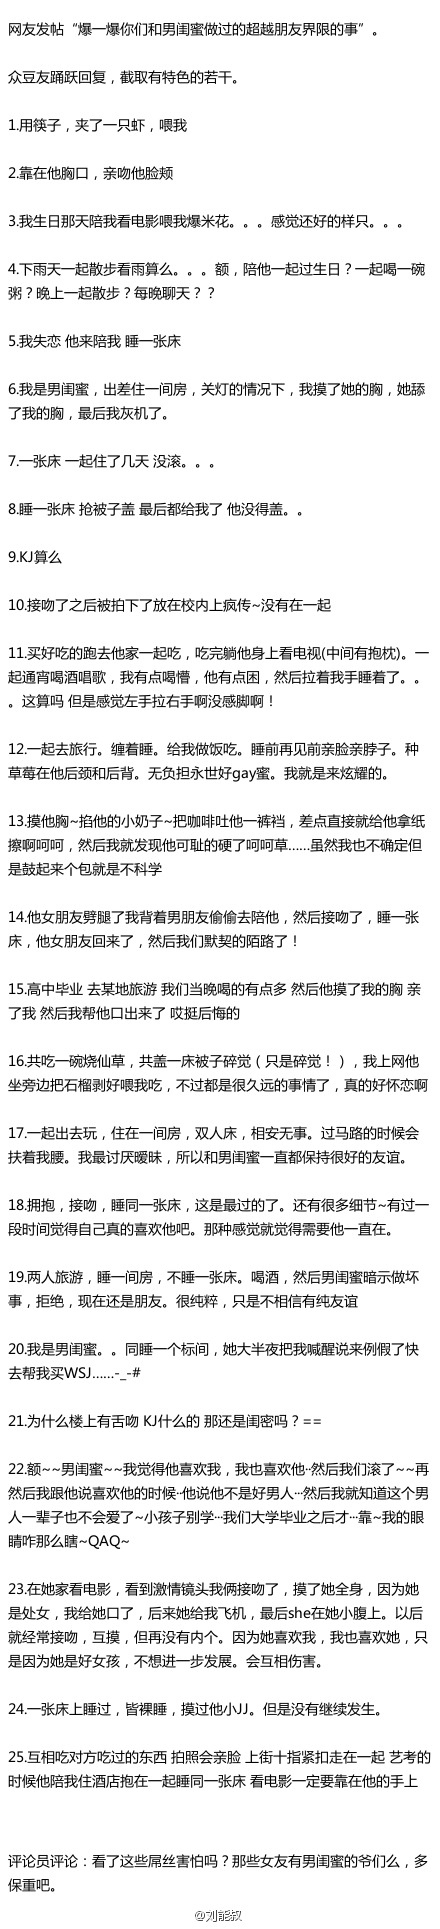 网友发帖“爆一爆你们和男闺蜜做过的超越朋友界限的事”。
众豆友踊跃回复，截取有特色的若干。
1.用筷子，夹了一只虾，喂我
2.靠在他胸口，亲吻他脸颊
3.我生日那天陪我看电影喂我爆米花。。。感觉还好的样只。。。
4.下雨天一起散步看雨算么。。。额，陪他一起过生日？一起喝一碗
粥？晚上一起散步？每晚聊天？？
5.我失恋 他来陪我 睡一张床
6.我是男闺蜜，出差住一间房，关灯的情况下，我摸了她的胸，她舔
了我的胸，最后我灰机了。
7.一张床 一起住了几天 没滚。。。
8.睡一张床 抢被子盖 最后都给我了 他没得盖。。
9.KJ算么
10.接吻了之后被拍下了放在校内上疯传~没有在一起
11.买好吃的跑去他家一起吃，吃完躺他身上看电视(中间有抱枕)。一
起通宵喝酒唱歌，我有点喝懵，他有点困，然后拉着我手睡着了。。
。这算吗 但是感觉左手拉右手啊没感脚啊！
12.一起去旅行。缠着睡。给我做饭吃。睡前再见前亲脸亲脖子。种
草莓在他后颈和后背。无负担永世好gay蜜。我就是来炫耀的。
13.摸他胸~掐他的小奶子~把咖啡吐他一裤裆，差点直接就给他拿纸
擦啊呵呵，然后我就发现他可耻的硬了呵呵草......虽然我也不确定但
是鼓起来个包就是不科学
14.他女朋友劈腿了我背着男朋友偷偷去陪他，然后接吻了，睡一张
床，他女朋友回来了，然后我们默契的陌路了！
15.高中毕业 去某地旅游 我们当晚喝的有点多 然后他摸了我的胸 亲
了我 然后我帮他口出来了 哎挺后悔的
16.共吃一碗烧仙草，共盖一床被子碎觉（只是碎觉！），我上网他
坐旁边把石榴剥好喂我吃，不过都是很久远的事情了，真的好怀恋啊
17.一起出去玩，住在一间房，双人床，相安无事。过马路的时候会
扶着我腰。我最讨厌暧昧，所以和男闺蜜一直都保持很好的友谊。
18.拥抱，接吻，睡同一张床，这是最过的了。还有很多细节~有过一
段时间觉得自己真的喜欢他吧。那种感觉就觉得需要他一直在。
19.两人旅游，睡一间房，不睡一张床。喝酒，然后男闺蜜暗示做坏
事，拒绝，现在还是朋友。很纯粹，只是不相信有纯友谊
20.我是男闺蜜。。同睡一个标间，她大半夜把我喊醒说来例假了快
去帮我买WSJ......-_-#
21.为什么楼上有舌吻 KJ什么的 那还是闺密吗？==
22.额~~男闺蜜~~我觉得他喜欢我，我也喜欢他··然后我们滚了~~再
然后我跟他说喜欢他的时候··他说他不是好男人···然后我就知道这个男
人一辈子也不会爱了~小孩子别学···我们大学毕业之后才···靠~我的眼
睛咋那么瞎~QAQ~
23.在她家看电影，看到激情镜头我俩接吻了，摸了她全身，因为她
是处女，我给她口了，后来她给我飞机，最后she在她小腹上。以后
就经常接吻，互摸，但再没有内个。因为她喜欢我，我也喜欢她，只
是因为她是好女孩，不想进一步发展。会互相伤害。
24.一张床上睡过，皆裸睡，摸过他小JJ。但是没有继续发生。
25.互相吃对方吃过的东西 拍照会亲脸 上街十指紧扣走在一起 艺考的
时候他陪我住酒店抱在一起睡同一张床 看电影一定要靠在他的手上
评论员评论：看了这些屌丝害怕吗？那些女友有男闺蜜的爷们么，多
保重吧。
@刘能叔